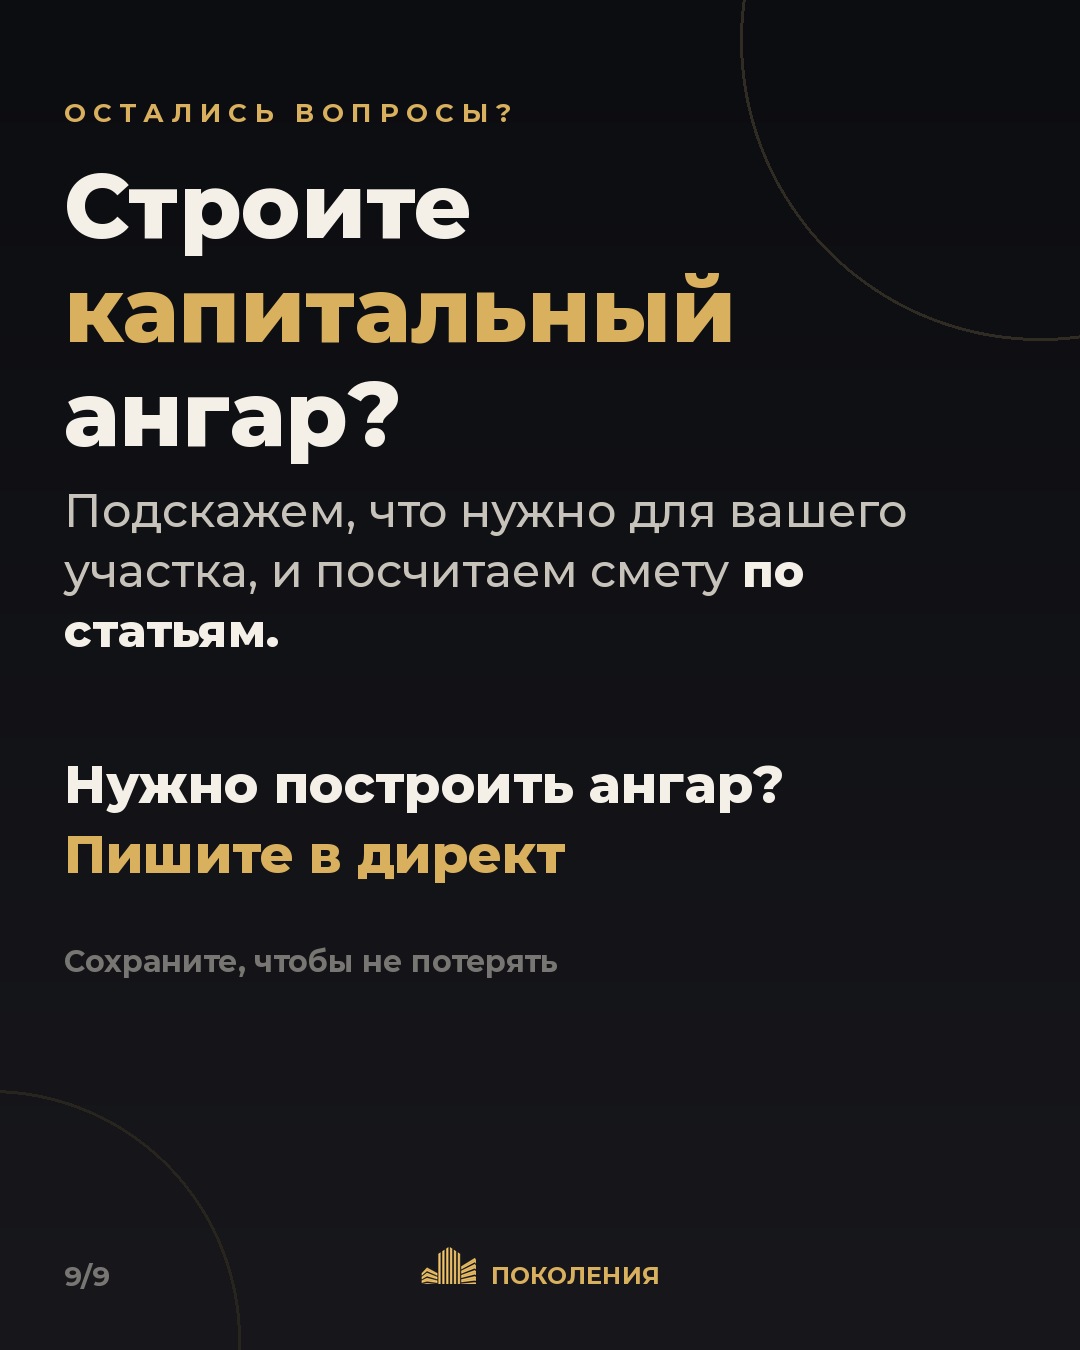 ОСТАЛИСЬ ВОПРОСЫ?
Строите
капитальный
ангар?
Подскажем, что нужно для вашего
участка, и посчитаем смету по
статьям.
Нужно построить ангар?
Пишите в директ
Сохраните, чтобы не потерять
9/9
ПОКОЛЕНИЯ